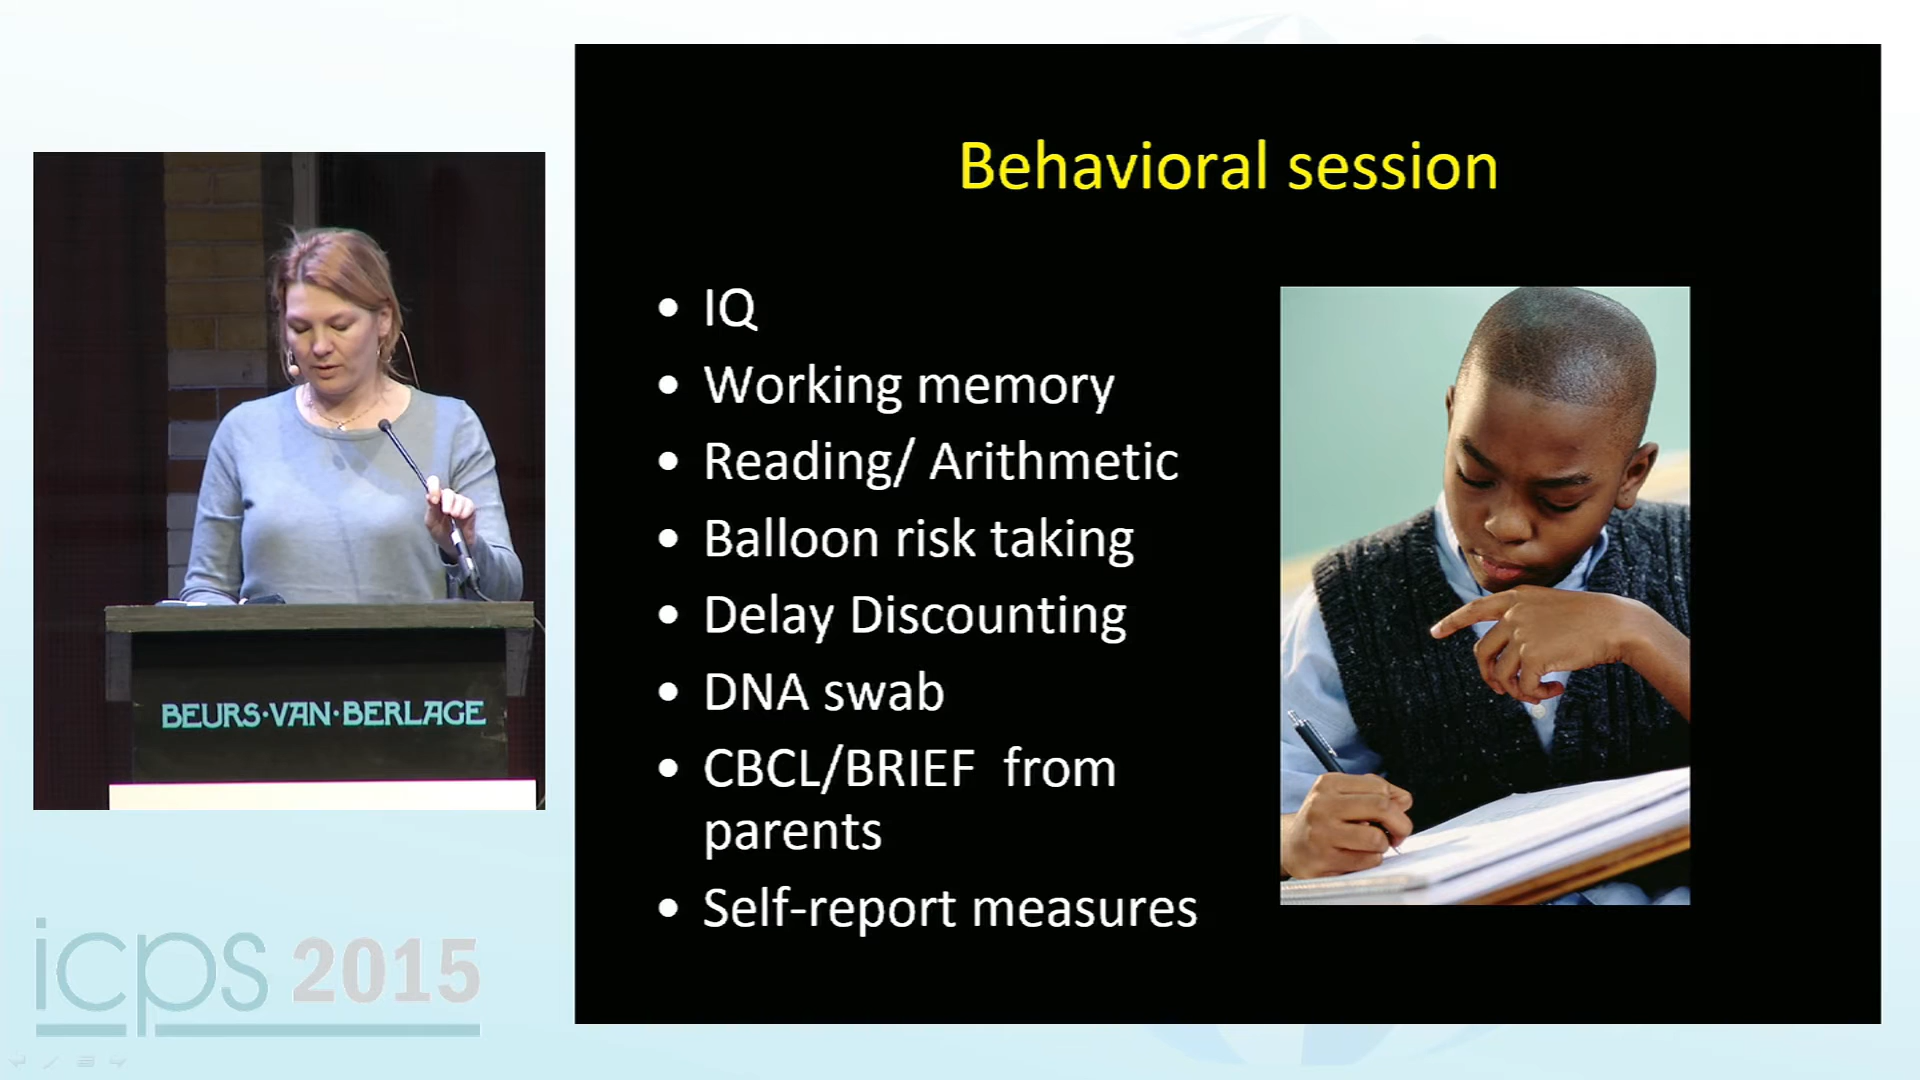 Behavioral session
• IQ
• Working memory
• Reading/ Arithmetic
• Balloon risk taking
• Delay Discounting
• DNA swab
• CBCL/BRIEF from
parents
• Self-report measures
BEURS·VAN·BERLAGE
icps 2015